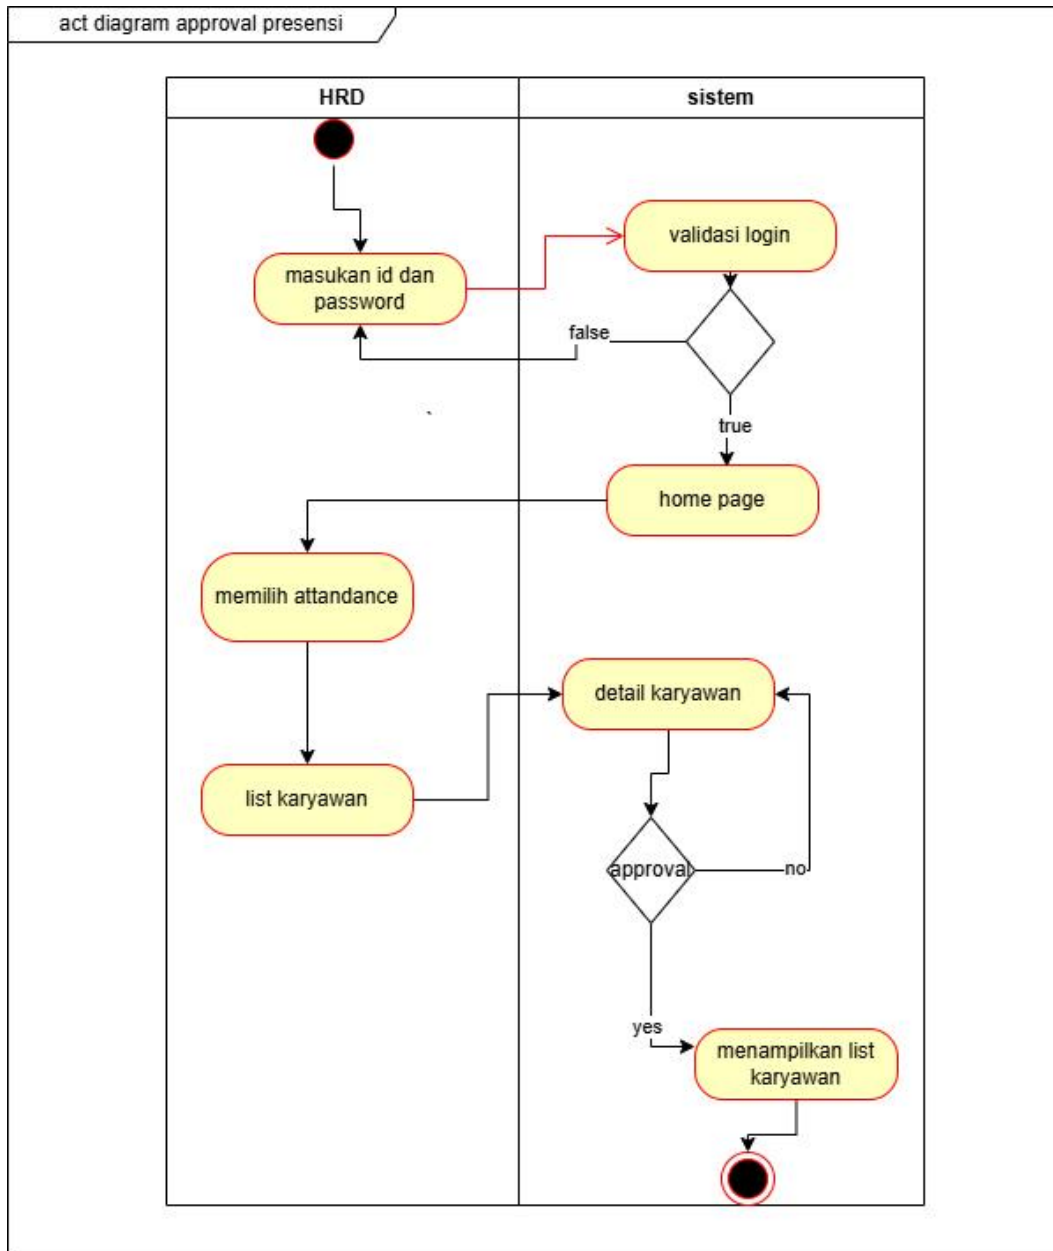 act diagram approval presensi
HRD
sistem
validasi login
masukan id dan
password
false
`
true
home page
memilih attandance
detail karyawan
list karyawan
approval
no
yes
menampilkan list
karyawan